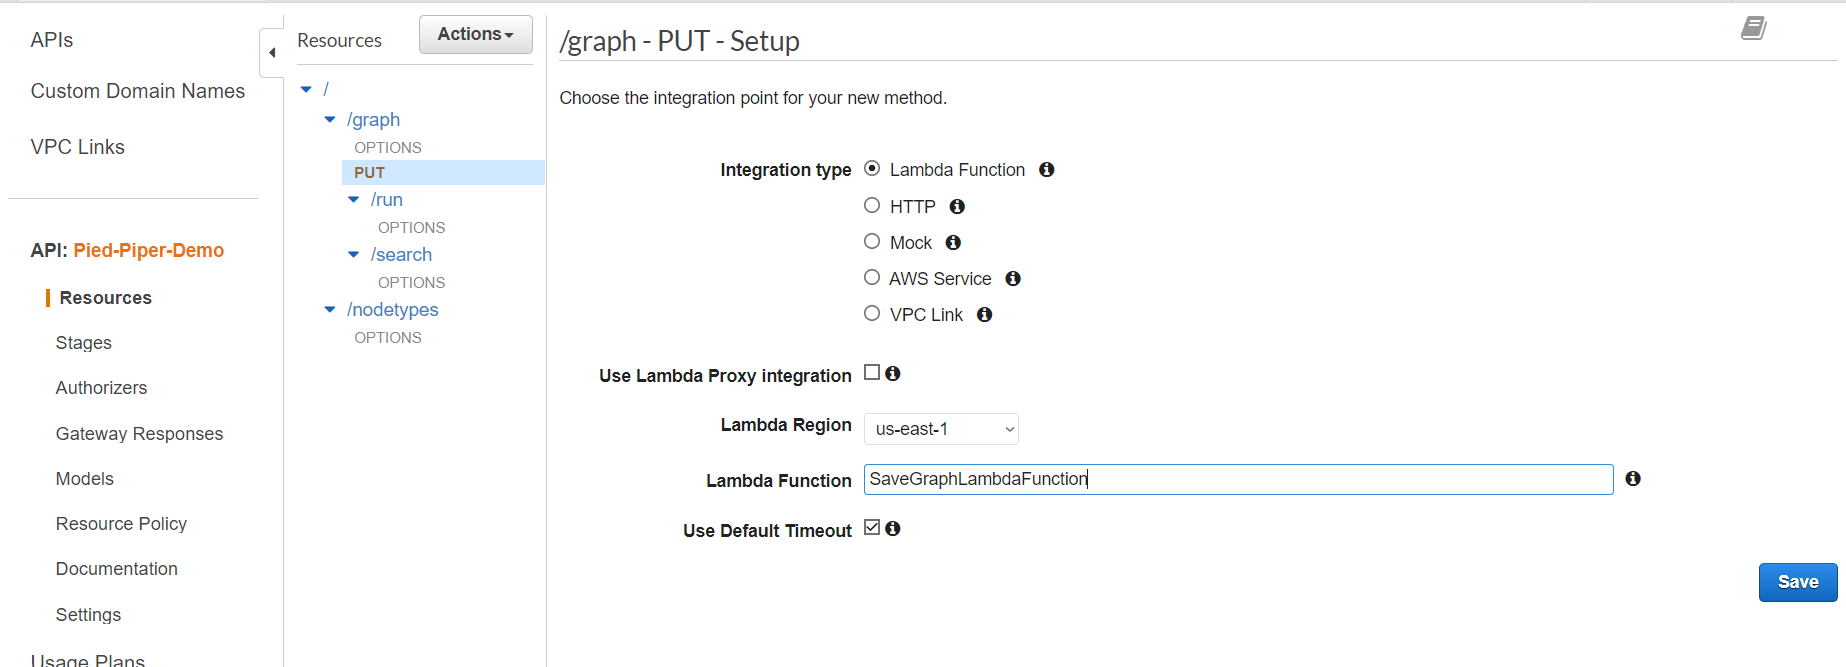 APIs
Custom Domain Names
VPC Links
API: Pied-Piper-Demo
Resources
Stages
Authorizers
Gateway Responses
Models
Resource Policy
Documentation
Settings
Usage Plans
Resources
Actions
/
/graph
OPTIONS
PUT
/run
OPTIONS
/search
OPTIONS
/nodetypes
OPTIONS
/graph - PUT - Setup
Choose the integration point for your new method.
Integration type Lambda Function
HTTP
Mock
AWS Service
VPC Link
Use Lambda Proxy integration
Lambda Region us-east-1
Lambda Function SaveGraphLambdaFunction
Use Default Timeout
Save